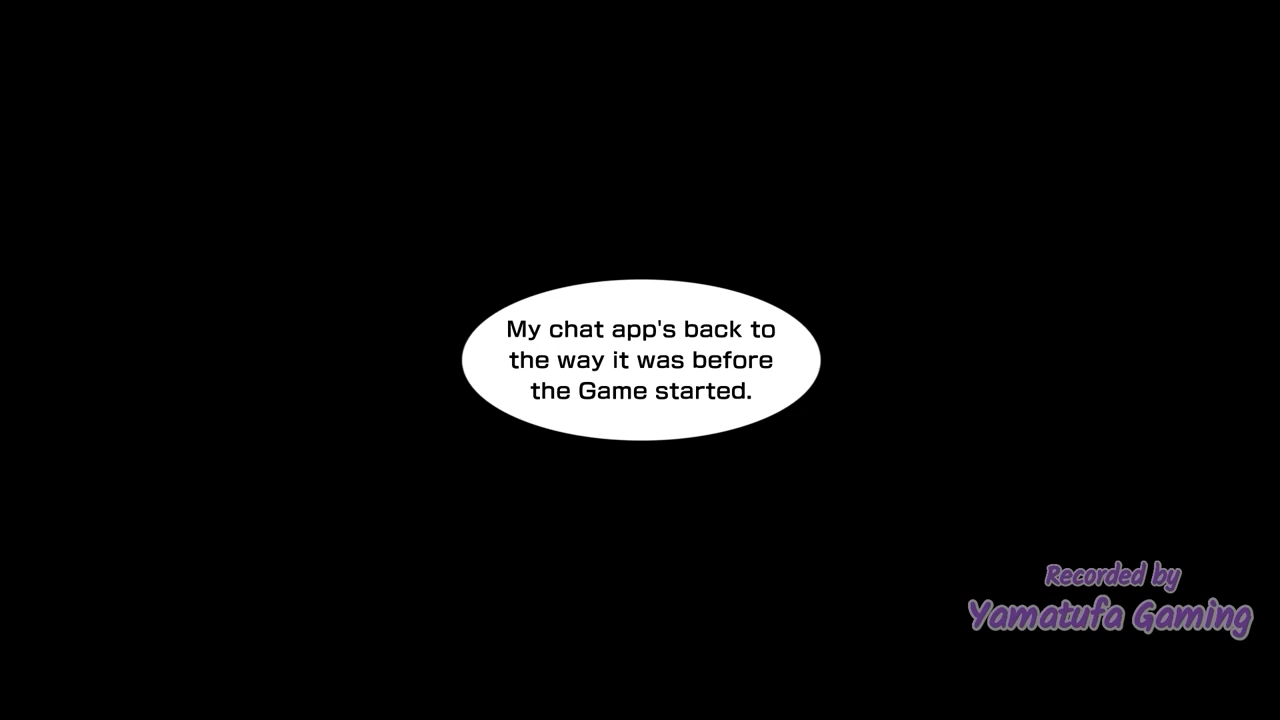 My chat app's back to
the way it was before
the Game started.
Recorded by
Yamatufa Gaming